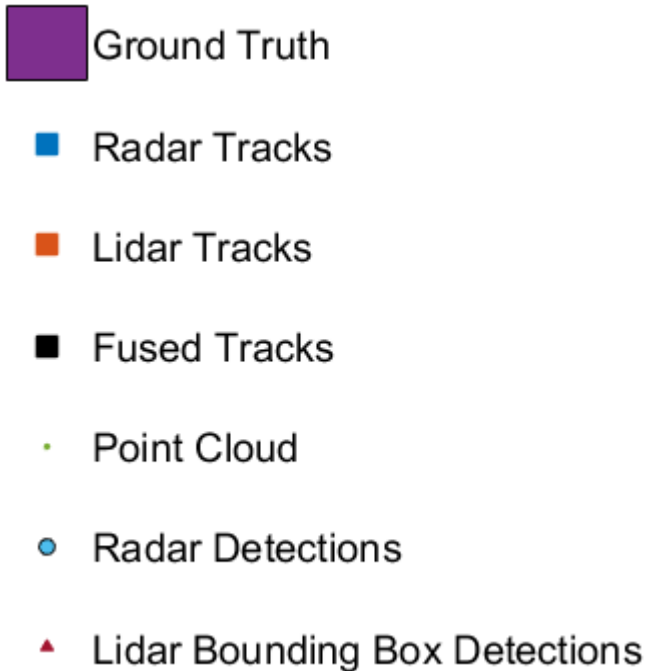 Ground Truth
Radar Tracks
Lidar Tracks
Fused Tracks
Point Cloud
Radar Detections
Lidar Bounding Box Detections